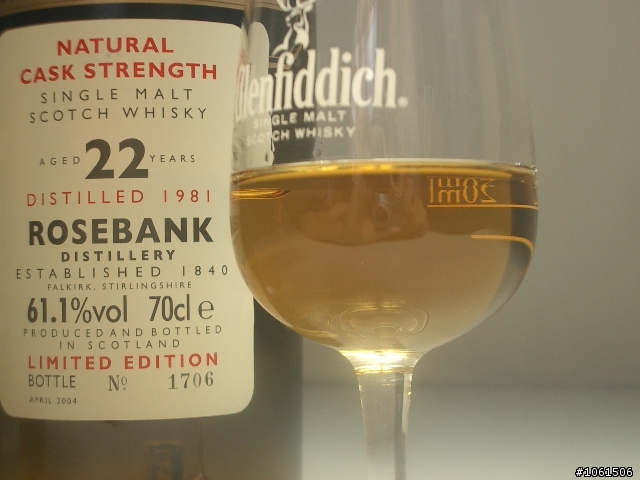 NATURAL
CASK STRENGTH
SINGLE MALT
SCOTCH WHISKY
AGED 22 YEARS
DISTILLED 1981
ROSEBANK
DISTILLERY
ESTABLISHED 1840
FALKIRK, STIRLINGSHIRE
61.1%vol 70cl e
PRODUCED AND BOTTLED
IN SCOTLAND
LIMITED EDITION
BOTTLE Nº 1706
APRIL 2004
Glenfiddich.
SINGLE MALT
SCOTCH WHISKY
28ml
#1061506